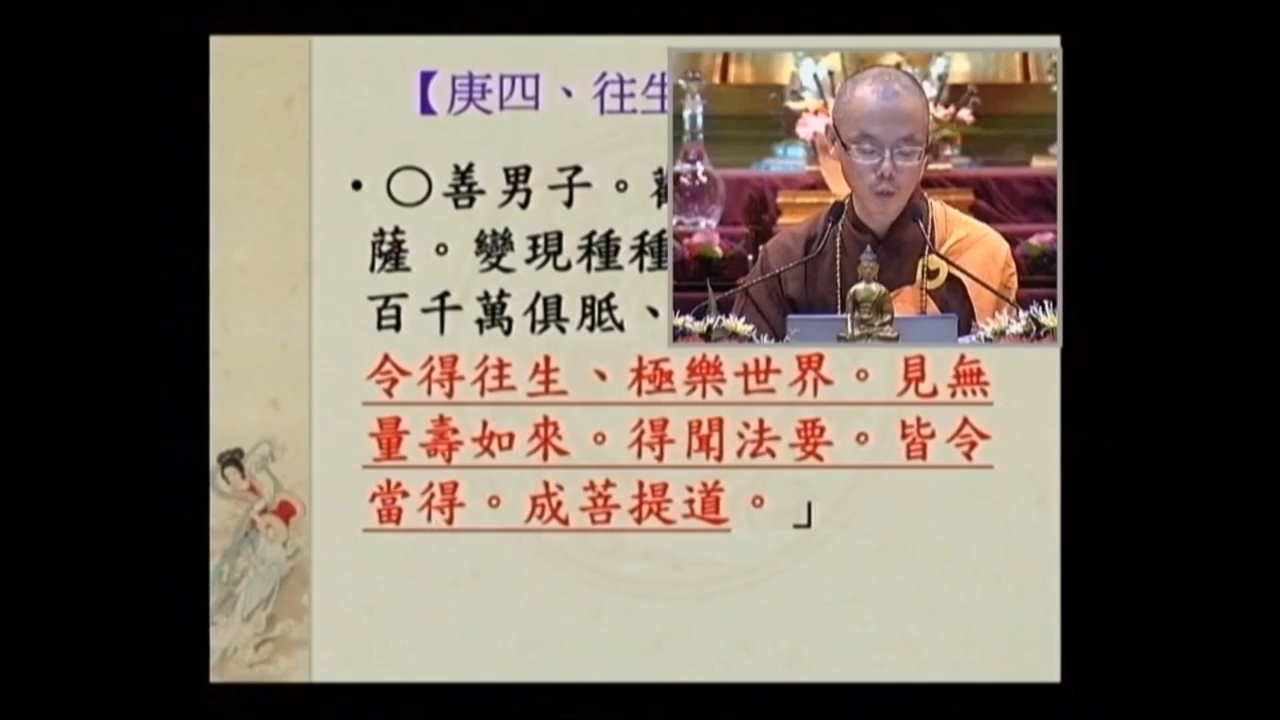 【庚四、往生
•○善男子。
薩。變現種種
百千萬俱胝、
令得往生、極樂世界。見無
量壽如來。得聞法要。皆令
當得。成菩提道。」